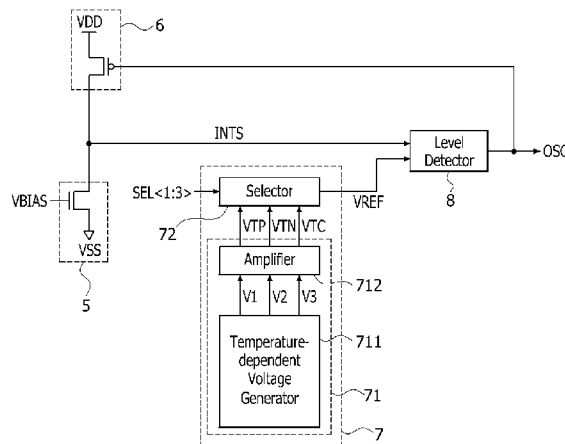 6
VDD
INTS
Level
Detector
OSC
8
VBIAS
VSS
5
SEL<1:3>
Selector
VREF
72
VTP
VTN
VTC
Amplifier
712
V1
V2
V3
Temperature-
dependent
Voltage
Generator
711
71
7